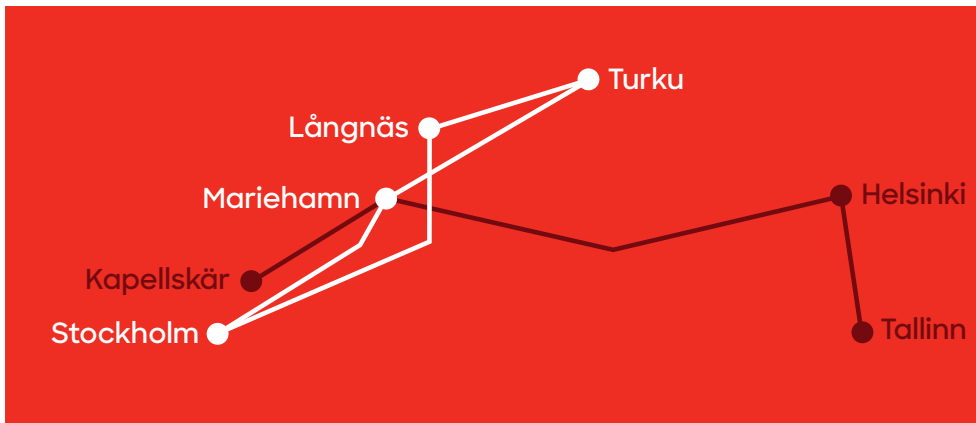 Turku
Långnäs
Mariehamn
Helsinki
Kapellskär
Stockholm
Tallinn